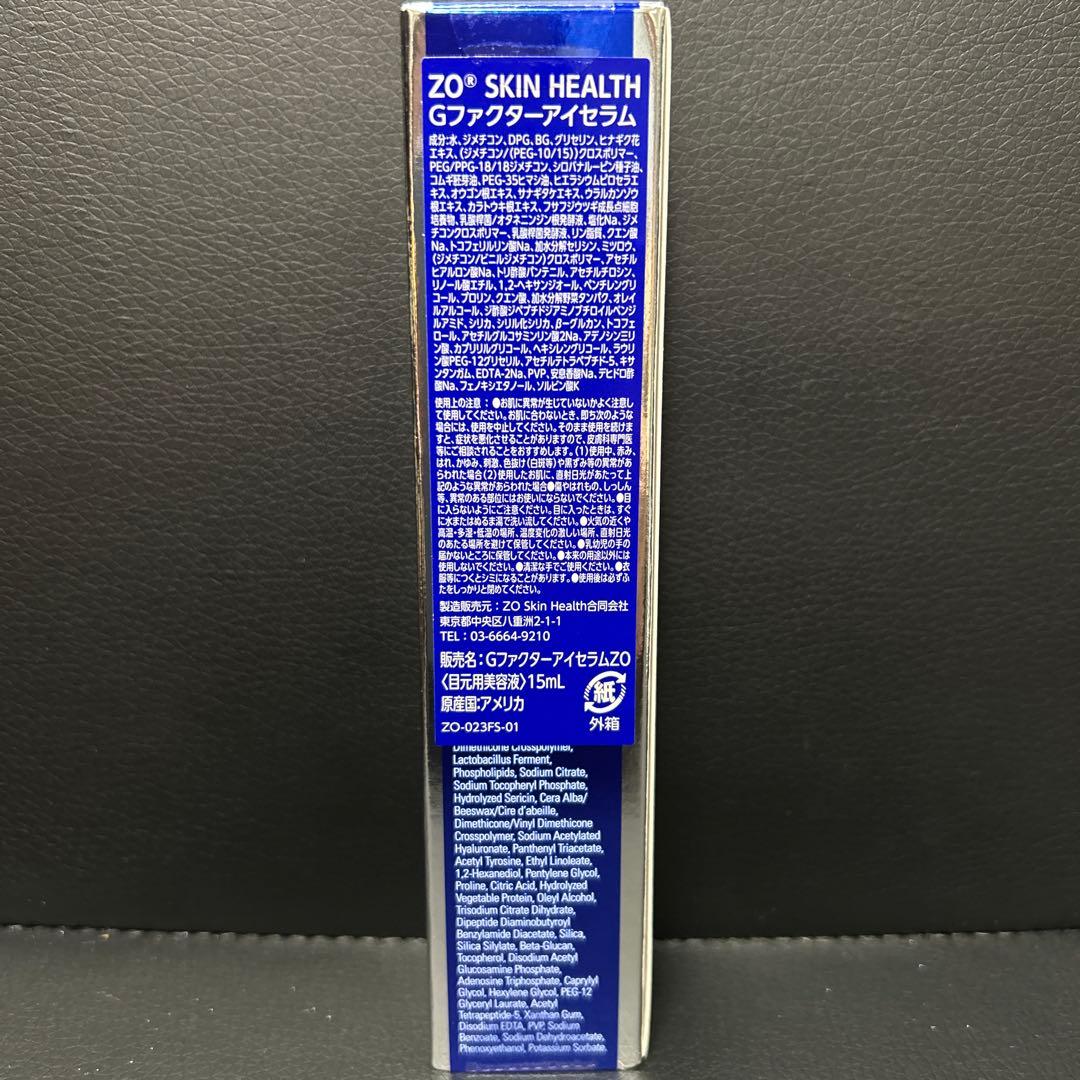 ZO® SKIN HEALTH
Gファクターアイセラム
成分:水、ジメチコン、DPG、BG、グリセリン、ヒナギク花
エキス、(ジメチコン/(PEG-10/15))クロスポリマー、
PEG/PPG-18/18ジメチコン、シロバナルーピン種子油、
コムギ胚芽油、PEG-35ヒマシ油、ヒエラシウムピロセラエ
キス、オウゴン根エキス、サナギタケエキス、ウラルカンゾウ
根エキス、カラトウキ根エキス、フサフジウツギ成長点細胞
培養物、乳酸桿菌/オタネニンジン根発酵液、塩化Na、ジメ
チコンクロスポリマー、乳酸桿菌発酵液、リン脂質、クエン酸
Na、トコフェリルリン酸Na、加水分解セリシン、ミツロウ、
(ジメチコン/ビニルジメチコン)クロスポリマー、アセチル
ヒアルロン酸Na、トリ酢酸パンテニル、アセチルチロシン、
リノール酸エチル、1,2-ヘキサンジオール、ペンチレングリ
コール、プロリン、クエン酸、加水分解野菜タンパク、オレイ
ルアルコール、ジ酢酸ジペプチドジアミノブチロイルベンジ
ルアミド、シリカ、シリル化シリカ、β-グルカン、トコフェ
ロール、アセチルグルコサミンリン酸2Na、アデノシン三リ
ン酸、カプリリルグリコール、ヘキシレングリコール、ラウリ
ン酸PEG-12グリセリル、アセチルテトラペプチド-5、キサ
ンタンガム、EDTA-2Na、PVP、安息香酸Na、デヒドロ酢
酸Na、フェノキシエタノール、ソルビン酸K
使用上の注意：●お肌に異常が生じていないかよく注意し
て使用してください。お肌に合わないとき、即ち次のような
場合には、使用を中止してください。そのまま使用を続けま
すと、症状を悪化させることがありますので、皮膚科専門医
等にご相談されることをおすすめします。(1)使用中、赤み、
はれ、かゆみ、刺激、色抜け(白斑等)や黒ずみ等の異常があ
らわれた場合(2)使用したお肌に、直射日光があたって上
記のような異常があらわれた場合●傷やはれもの、しっしん
等、異常のある部位にはお使いにならないでください。●目
に入らないようにご注意ください。目に入ったときは、すぐ
に水またはぬるま湯で洗い流してください。●火気の近くや
高温・多湿・低温の場所、温度変化の激しい場所、直射日光
のあたる場所を避けて保管してください。●乳幼児の手の
届かないところに保管してください。●本来の用途以外には
使用しないでください。●清潔な手でご使用ください。●衣
服等につくとシミになることがあります。●使用後は必ずふ
たをしっかりと閉めてください。
製造販売元：ZO Skin Health合同会社
東京都中央区八重洲2-1-1
TEL：03-6664-9210
販売名：GファクターアイセラムZO
〈目元用美容液〉15mL
原産国:アメリカ
紙
ZO-023FS-01
外箱
Dimethicone Crosspolymer,
Lactobacillus Ferment,
Phospholipids, Sodium Citrate,
Sodium Tocopheryl Phosphate,
Hydrolyzed Sericin, Cera Alba/
Beeswax/Cire d'abeille,
Dimethicone/Vinyl Dimethicone
Crosspolymer, Sodium Acetylated
Hyaluronate, Panthenyl Triacetate,
Acetyl Tyrosine, Ethyl Linoleate,
1,2-Hexanediol, Pentylene Glycol,
Proline, Citric Acid, Hydrolyzed
Vegetable Protein, Oleyl Alcohol,
Trisodium Citrate Dihydrate,
Dipeptide Diaminobutyroyl
Benzylamide Diacetate, Silica,
Silica Silylate, Beta-Glucan,
Tocopherol, Disodium Acetyl
Glucosamine Phosphate,
Adenosine Triphosphate, Caprylyl
Glycol, Hexylene Glycol, PEG-12
Glyceryl Laurate, Acetyl
Tetrapeptide-5, Xanthan Gum,
Disodium EDTA, PVP, Sodium
Benzoate, Sodium Dehydroacetate,
Phenoxyethanol, Potassium Sorbate.